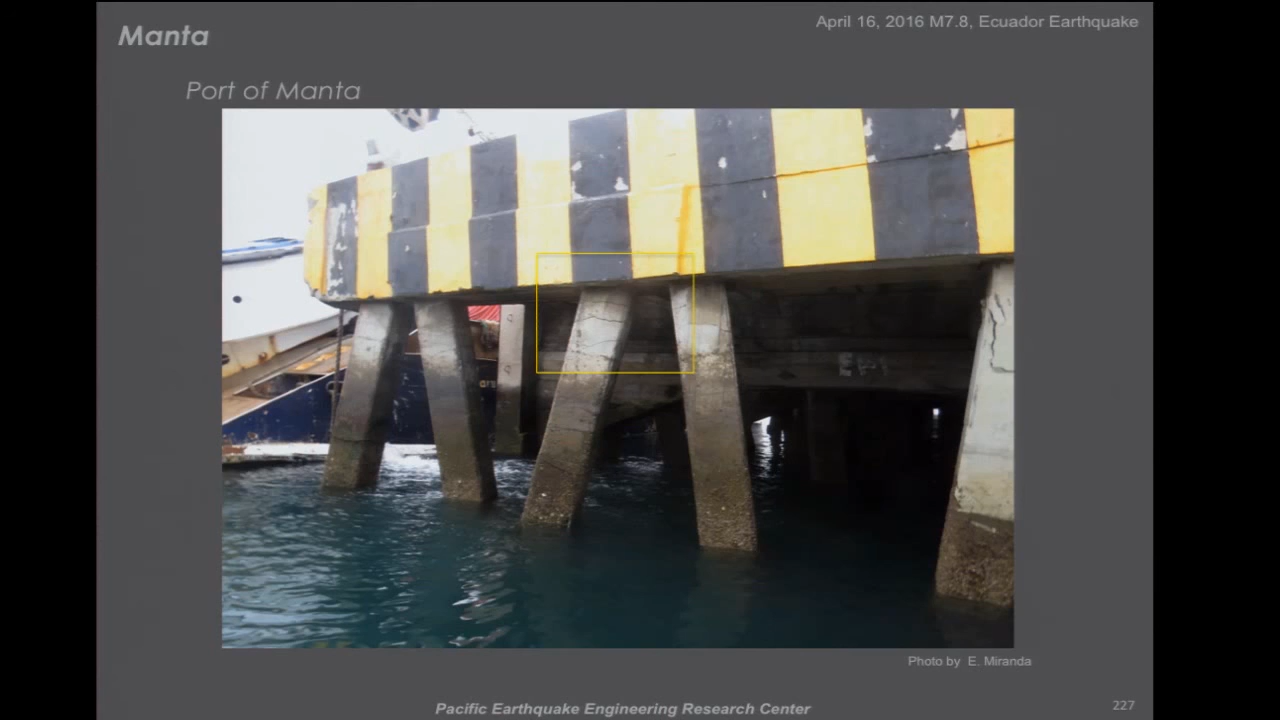 April 16, 2016 M7.8, Ecuador Earthquake
Manta
Port of Manta
Photo by E. Miranda
Pacific Earthquake Engineering Research Center
227